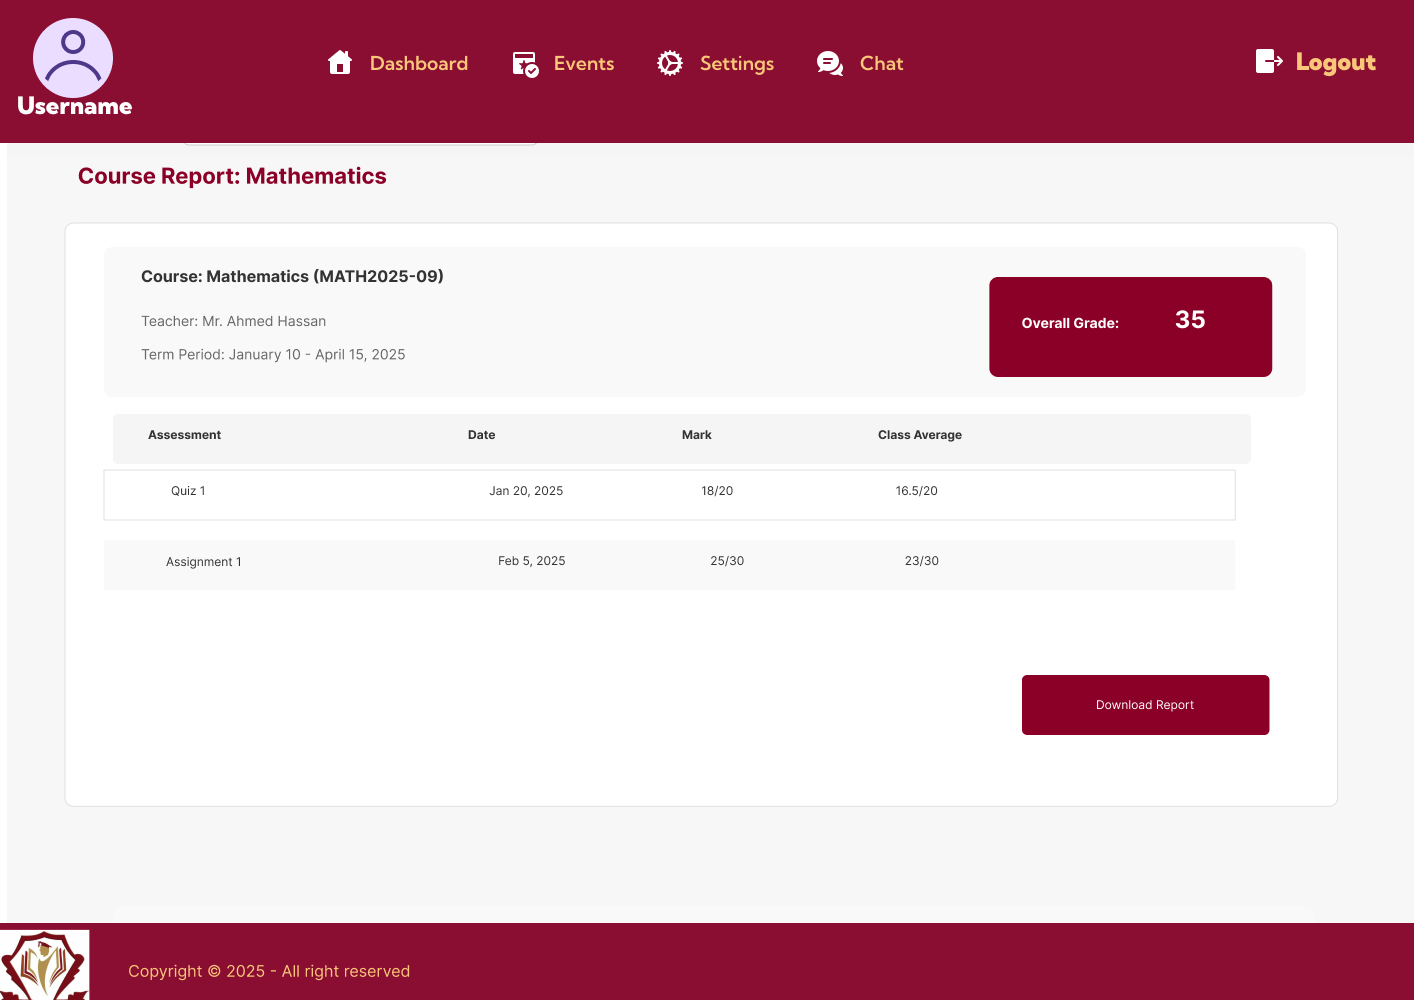 Username
Dashboard
Events
Settings
Chat
Logout
Course Report: Mathematics
Course: Mathematics (MATH2025-09)
Teacher: Mr. Ahmed Hassan
Term Period: January 10 - April 15, 2025
Overall Grade: 35
Assessment Date Mark Class Average
Quiz 1 Jan 20, 2025 18/20 16.5/20
Assignment 1 Feb 5, 2025 25/30 23/30
Download Report
Copyright © 2025 - All right reserved